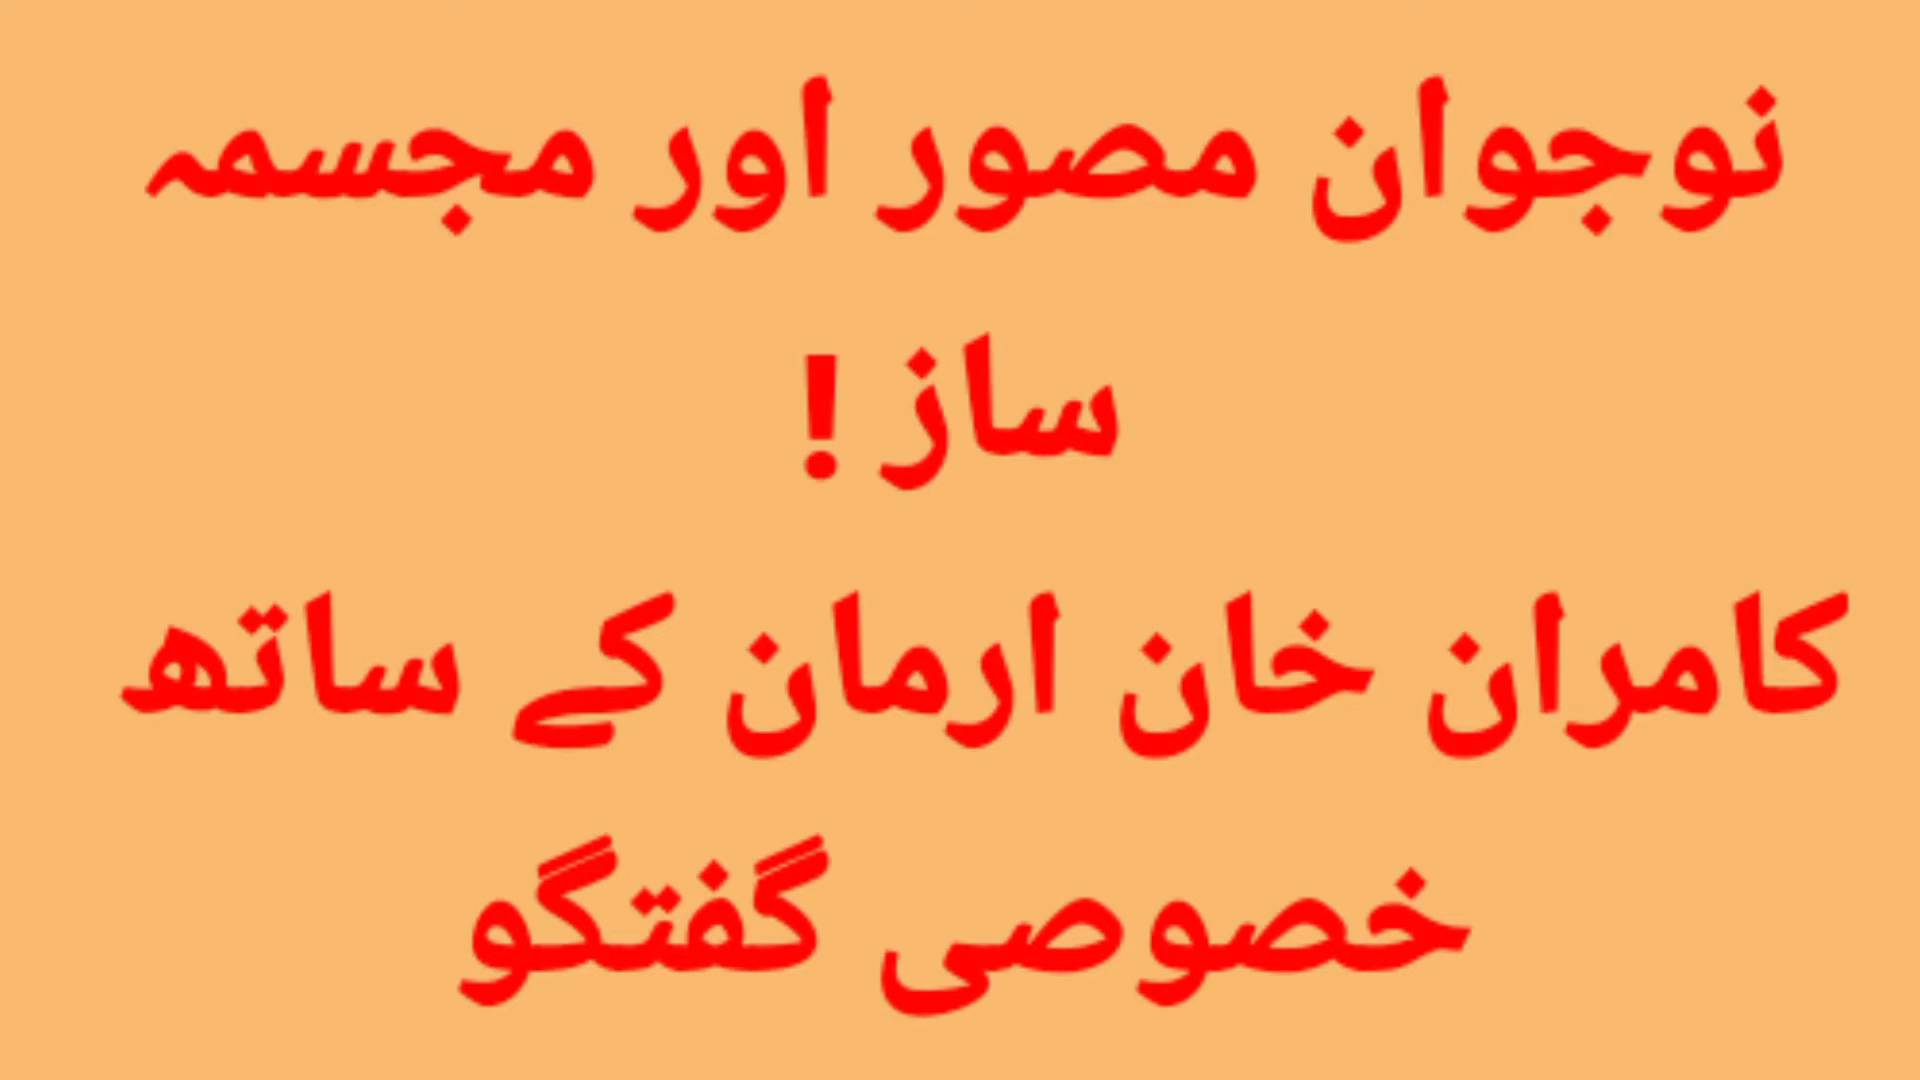 نوجوان مصور اور مجسمہ
ساز !
کامران خان ارمان کے ساتھ
خصوصی گفتگو